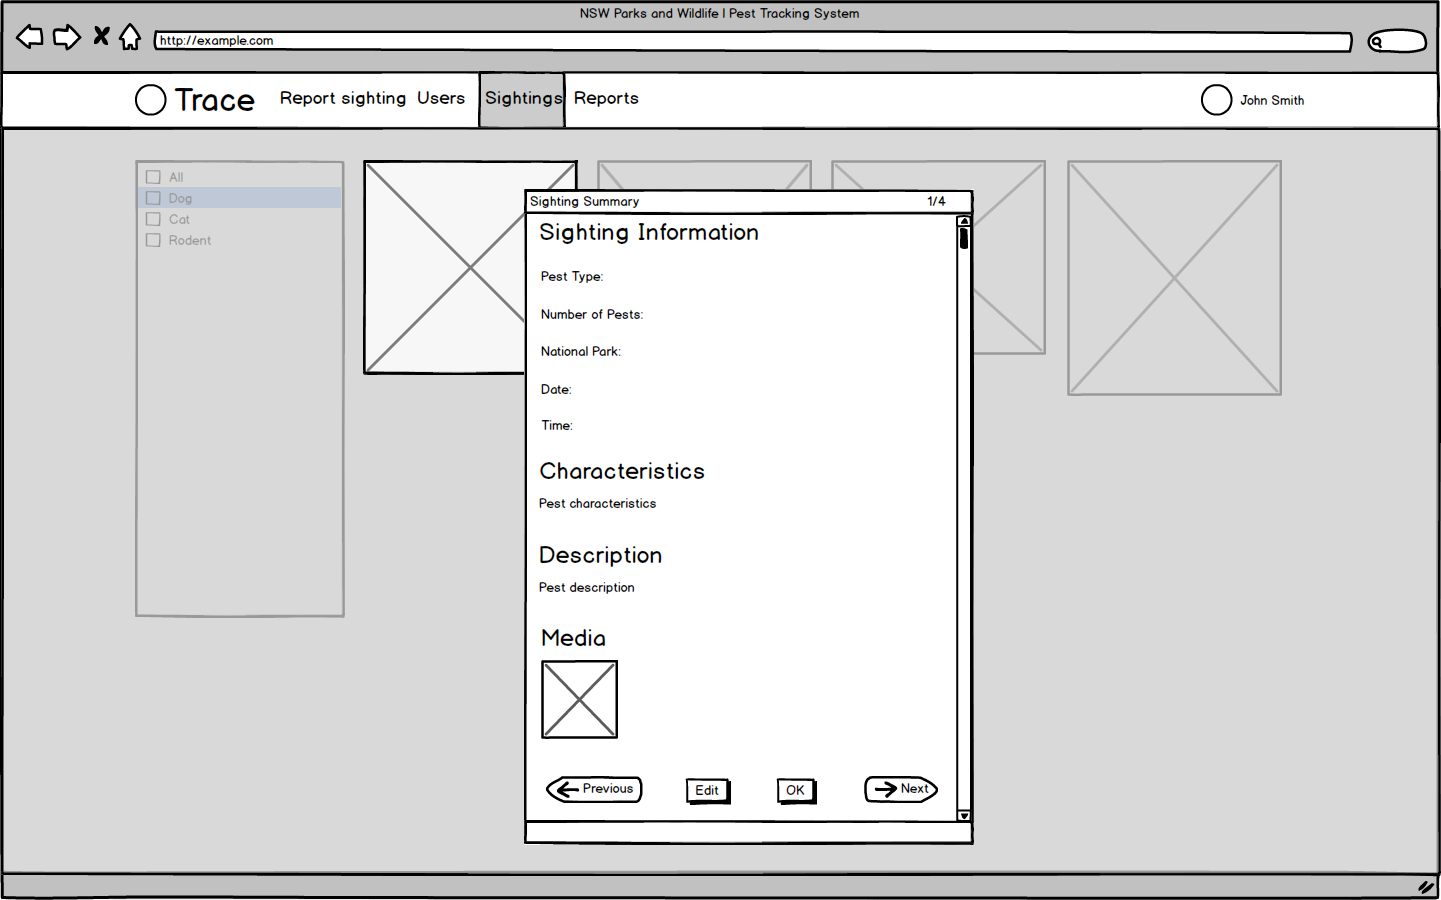 NSW Parks and Wildlife | Pest Tracking System
http://example.com
Trace Report sighting Users Sightings Reports John Smith
All
Dog
Cat
Rodent
Sighting Summary 1/4
Sighting Information
Pest Type:
Number of Pests:
National Park:
Date:
Time:
Characteristics
Pest characteristics
Description
Pest description
Media
Previous Edit OK Next